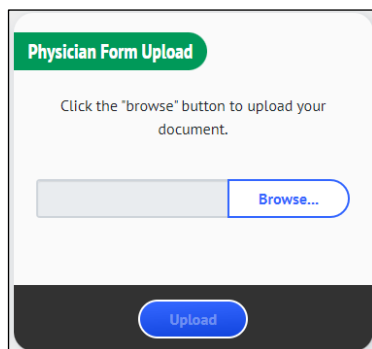 Physician Form Upload
Click the "browse" button to upload your
document.
Browse...
Upload